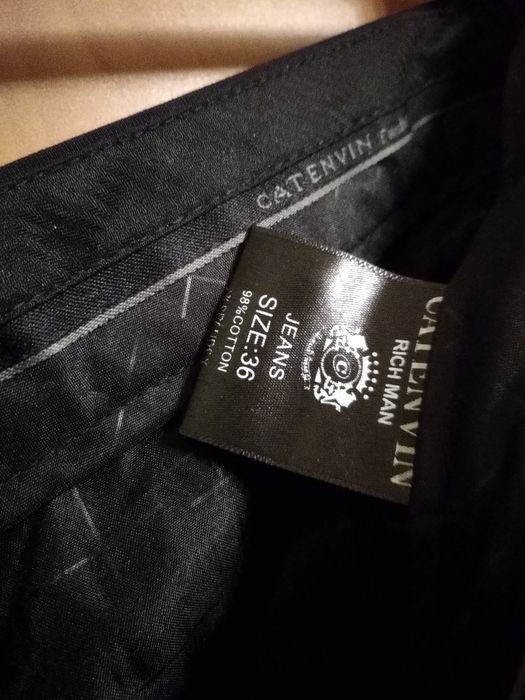 CATENVIN
CATENVIN
RICH MAN
C
JEANS
SIZE:36
98%COTTON